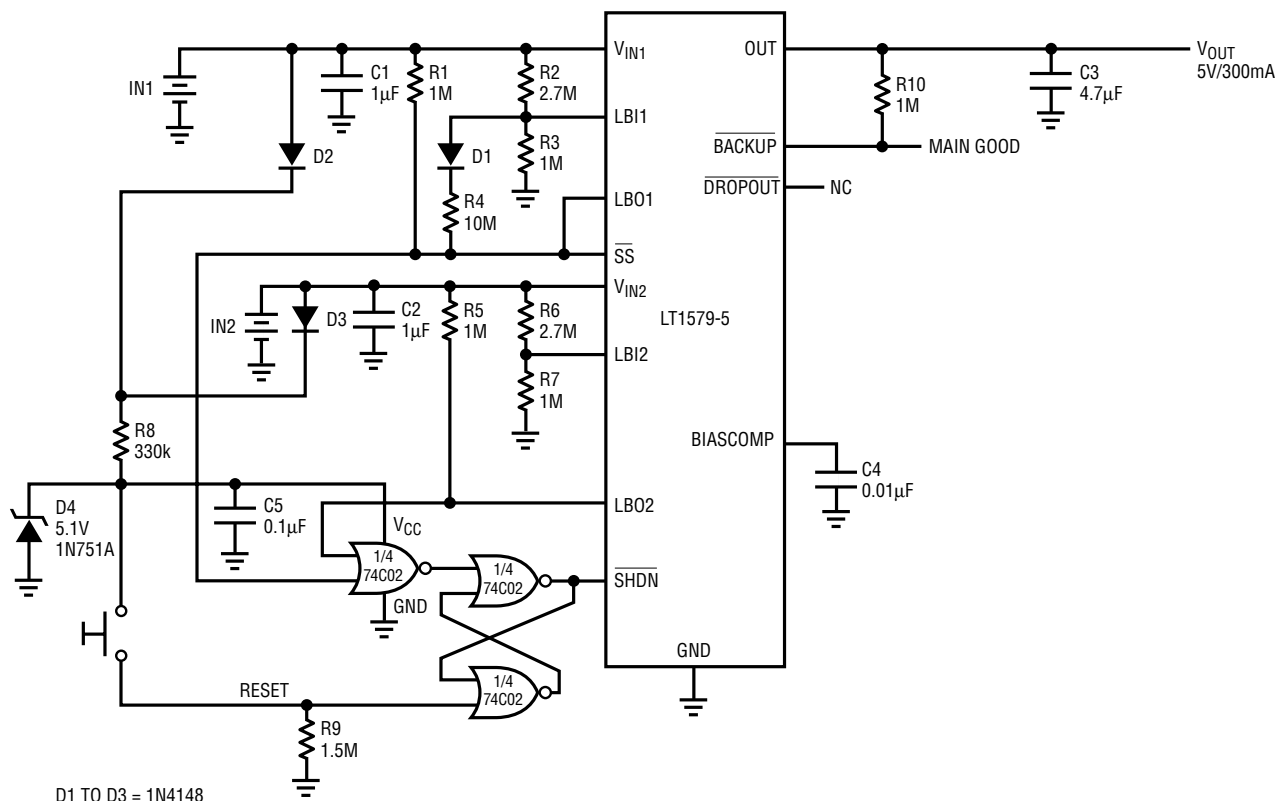 IN1
D2
C1
1µF
R1
1M
R2
2.7M
R3
1M
D1
R4
10M
VIN1
LBI1
LBO1
SS
VIN2
LBI2
LBO2
SHDN
LT1579-5
GND
OUT
BACKUP
DROPOUT
BIASCOMP
R10
1M
C3
4.7µF
VOUT
5V/300mA
MAIN GOOD
NC
C4
0.01µF
IN2
D3
C2
1µF
R5
1M
R6
2.7M
R7
1M
R8
330k
D4
5.1V
1N751A
C5
0.1µF
VCC
1/4
74C02
GND
1/4
74C02
1/4
74C02
RESET
R9
1.5M
D1 TO D3 = 1N4148